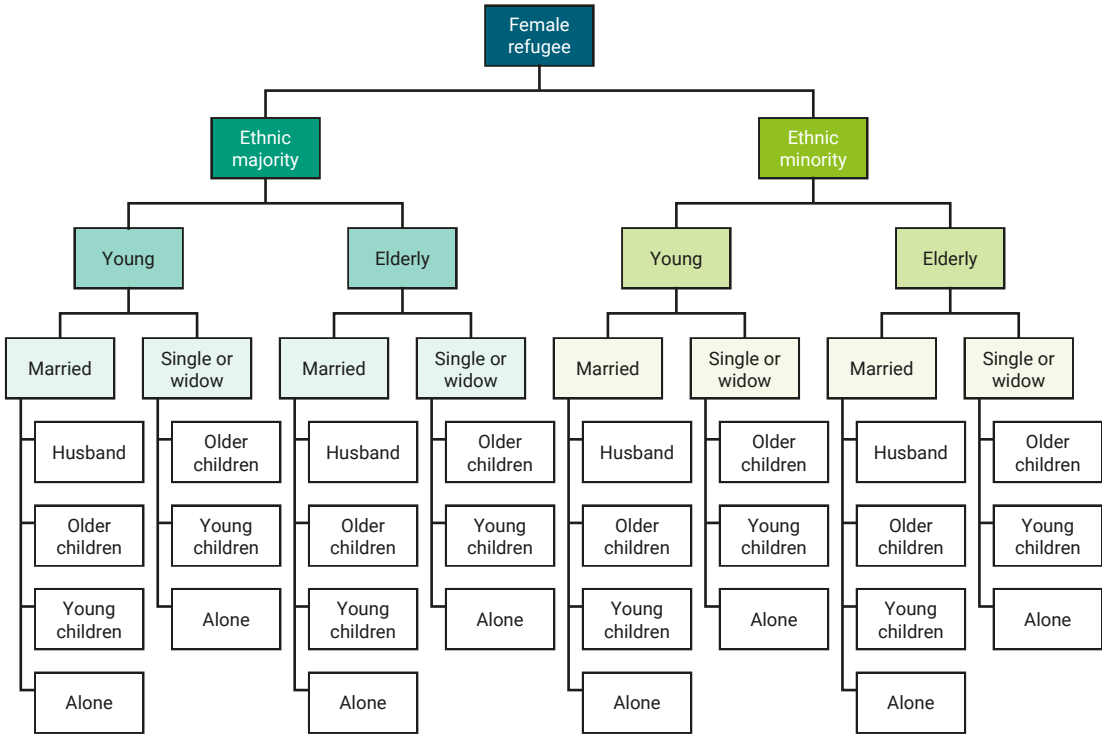 Female
refugee
Ethnic
majority
Ethnic
minority
Young
Elderly
Young
Elderly
Married
Single or
widow
Married
Single or
widow
Married
Single or
widow
Married
Single or
widow
Husband
Older
children
Young
children
Alone
Older
children
Young
children
Alone
Husband
Older
children
Young
children
Alone
Older
children
Young
children
Alone
Husband
Older
children
Young
children
Alone
Older
children
Young
children
Alone
Husband
Older
children
Young
children
Alone
Older
children
Young
children
Alone